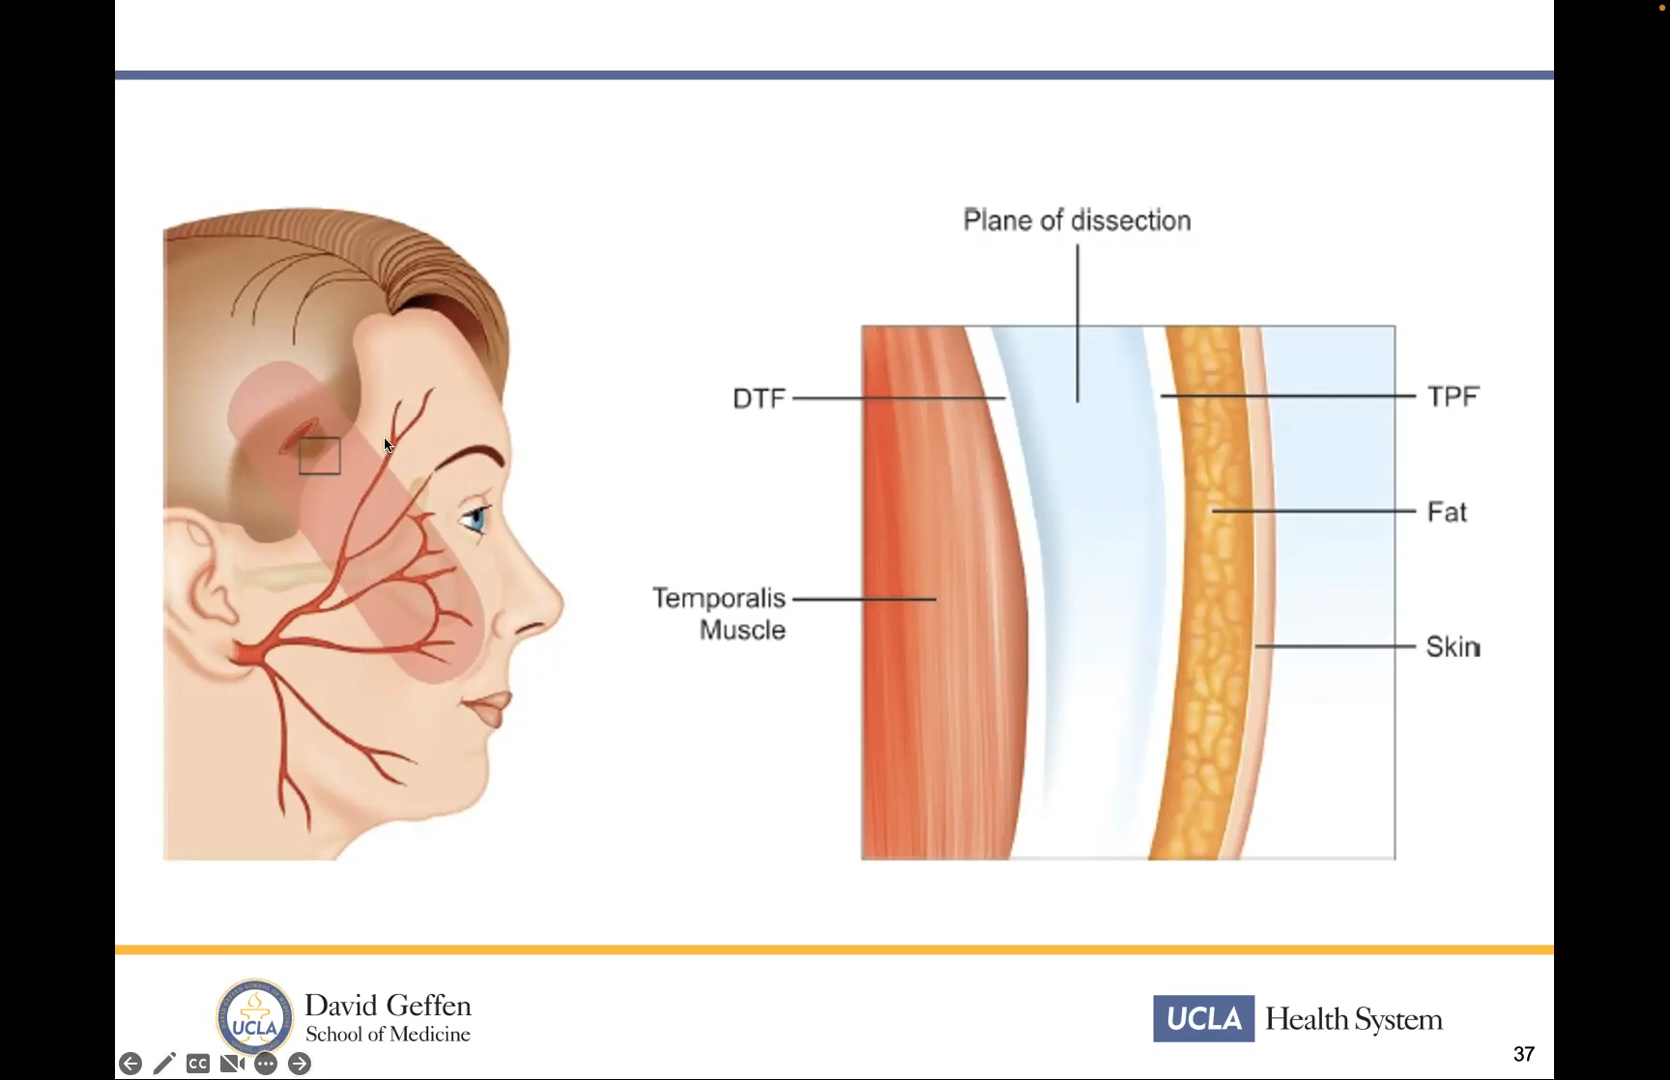 Plane of dissection
DTF
TPF
Fat
Temporalis
Muscle
Skin
UCLA
David Geffen
School of Medicine
UCLA Health System
CC
37